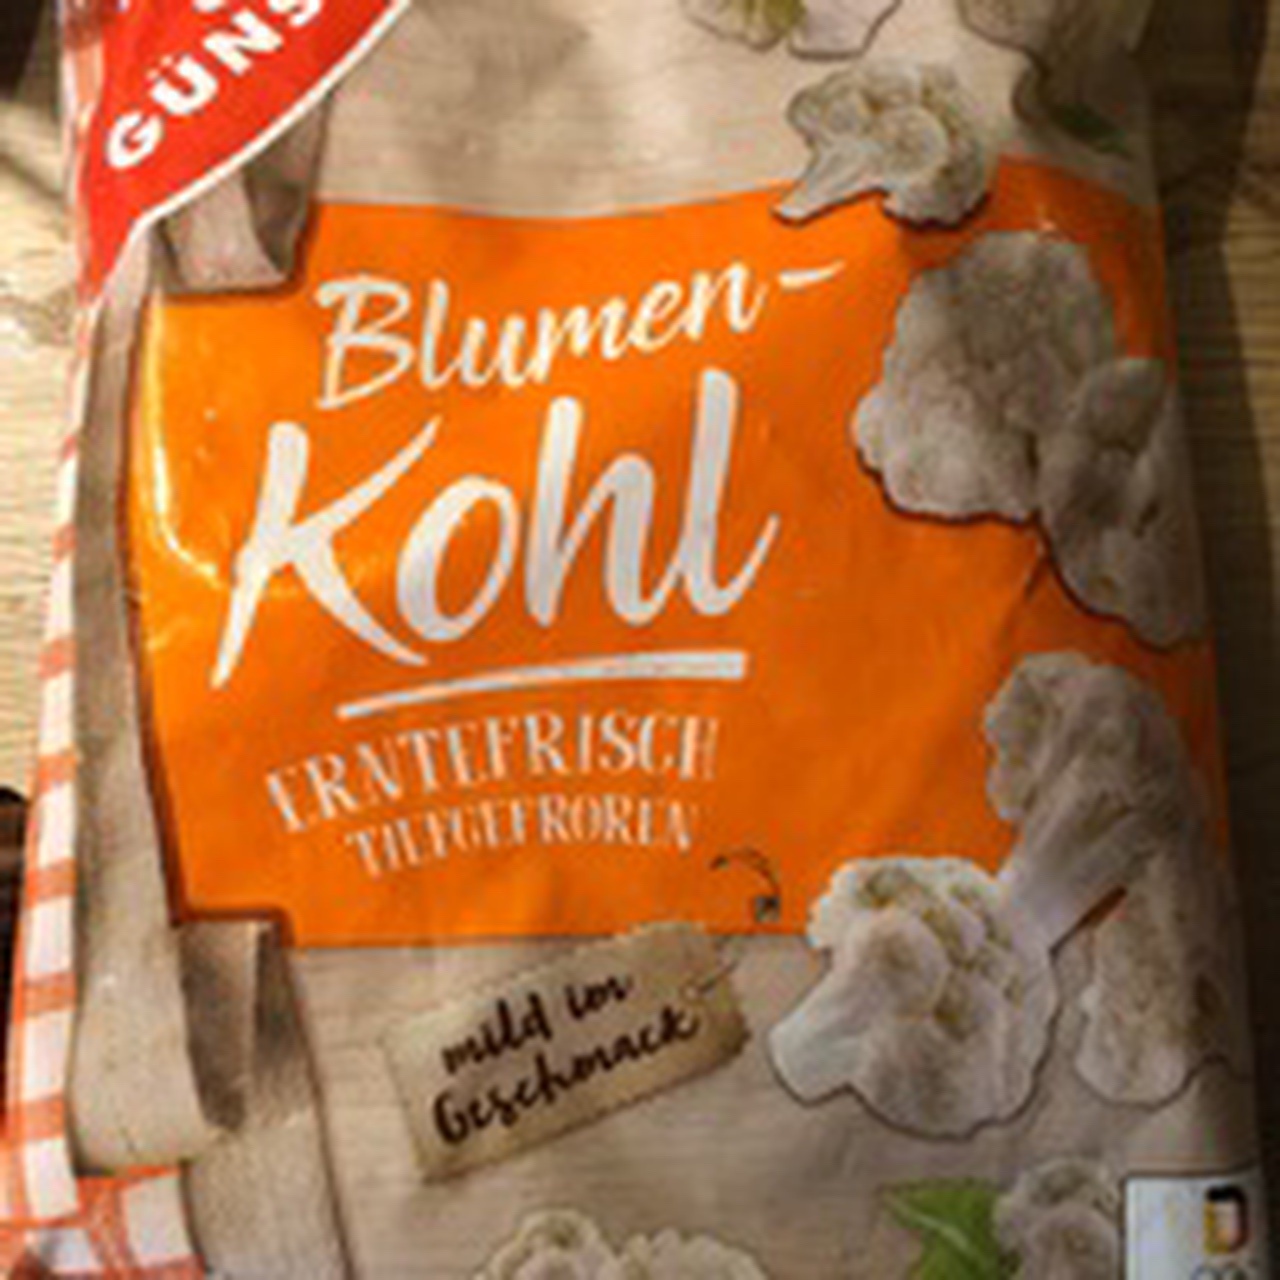 GÜNS
Blumen-
Kohl
ERNTEFRISCH
TIEFGEFROREN
mild im
Geschmack